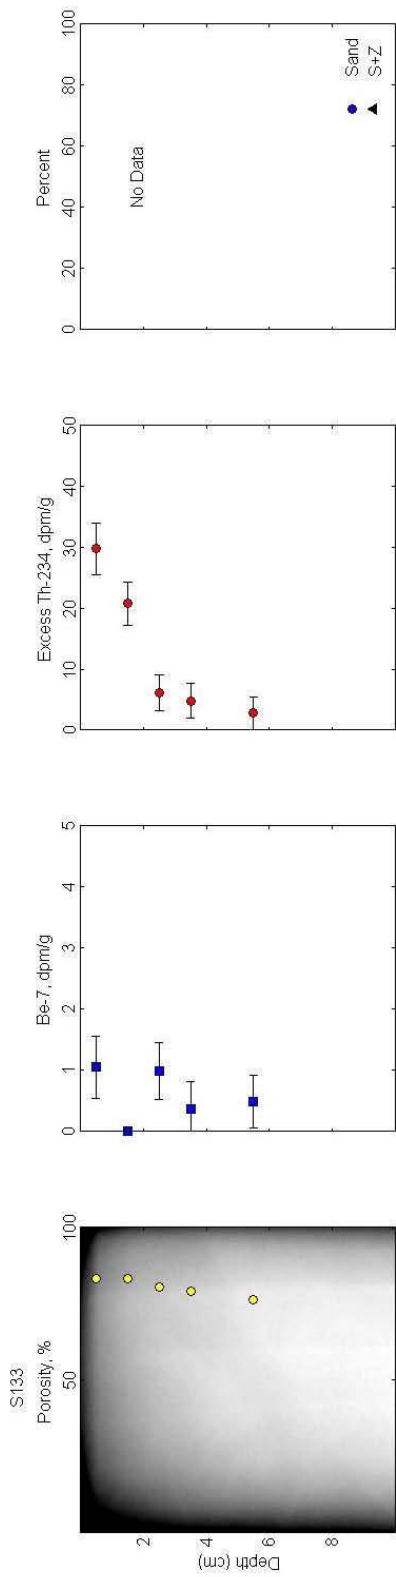 S133
Porosity, %
50
100
2
4
6
8
Depth (cm)
Be-7, dpm/g
0
1
2
3
4
5
Excess Th-234, dpm/g
0
10
20
30
40
50
Percent
0
20
40
60
80
100
No Data
Sand
S+Z